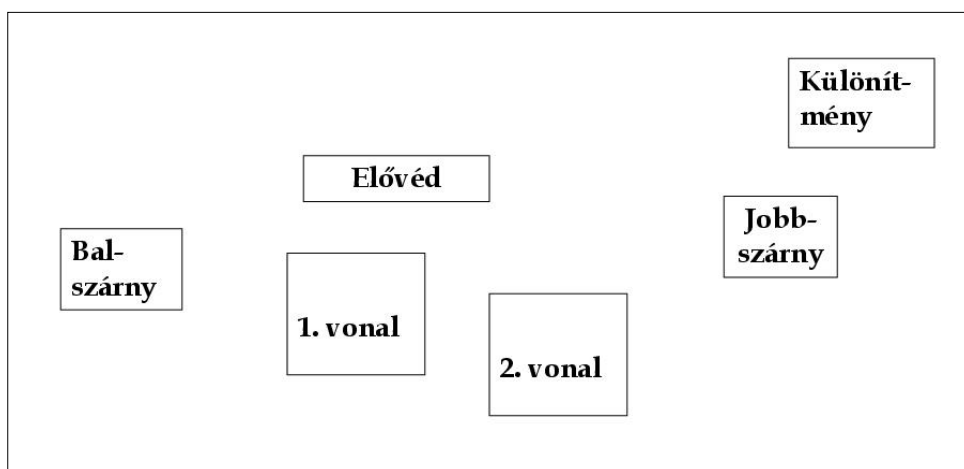 Különít-
mény
Elővéd
Jobb-
szárny
Bal-
szárny
1. vonal
2. vonal